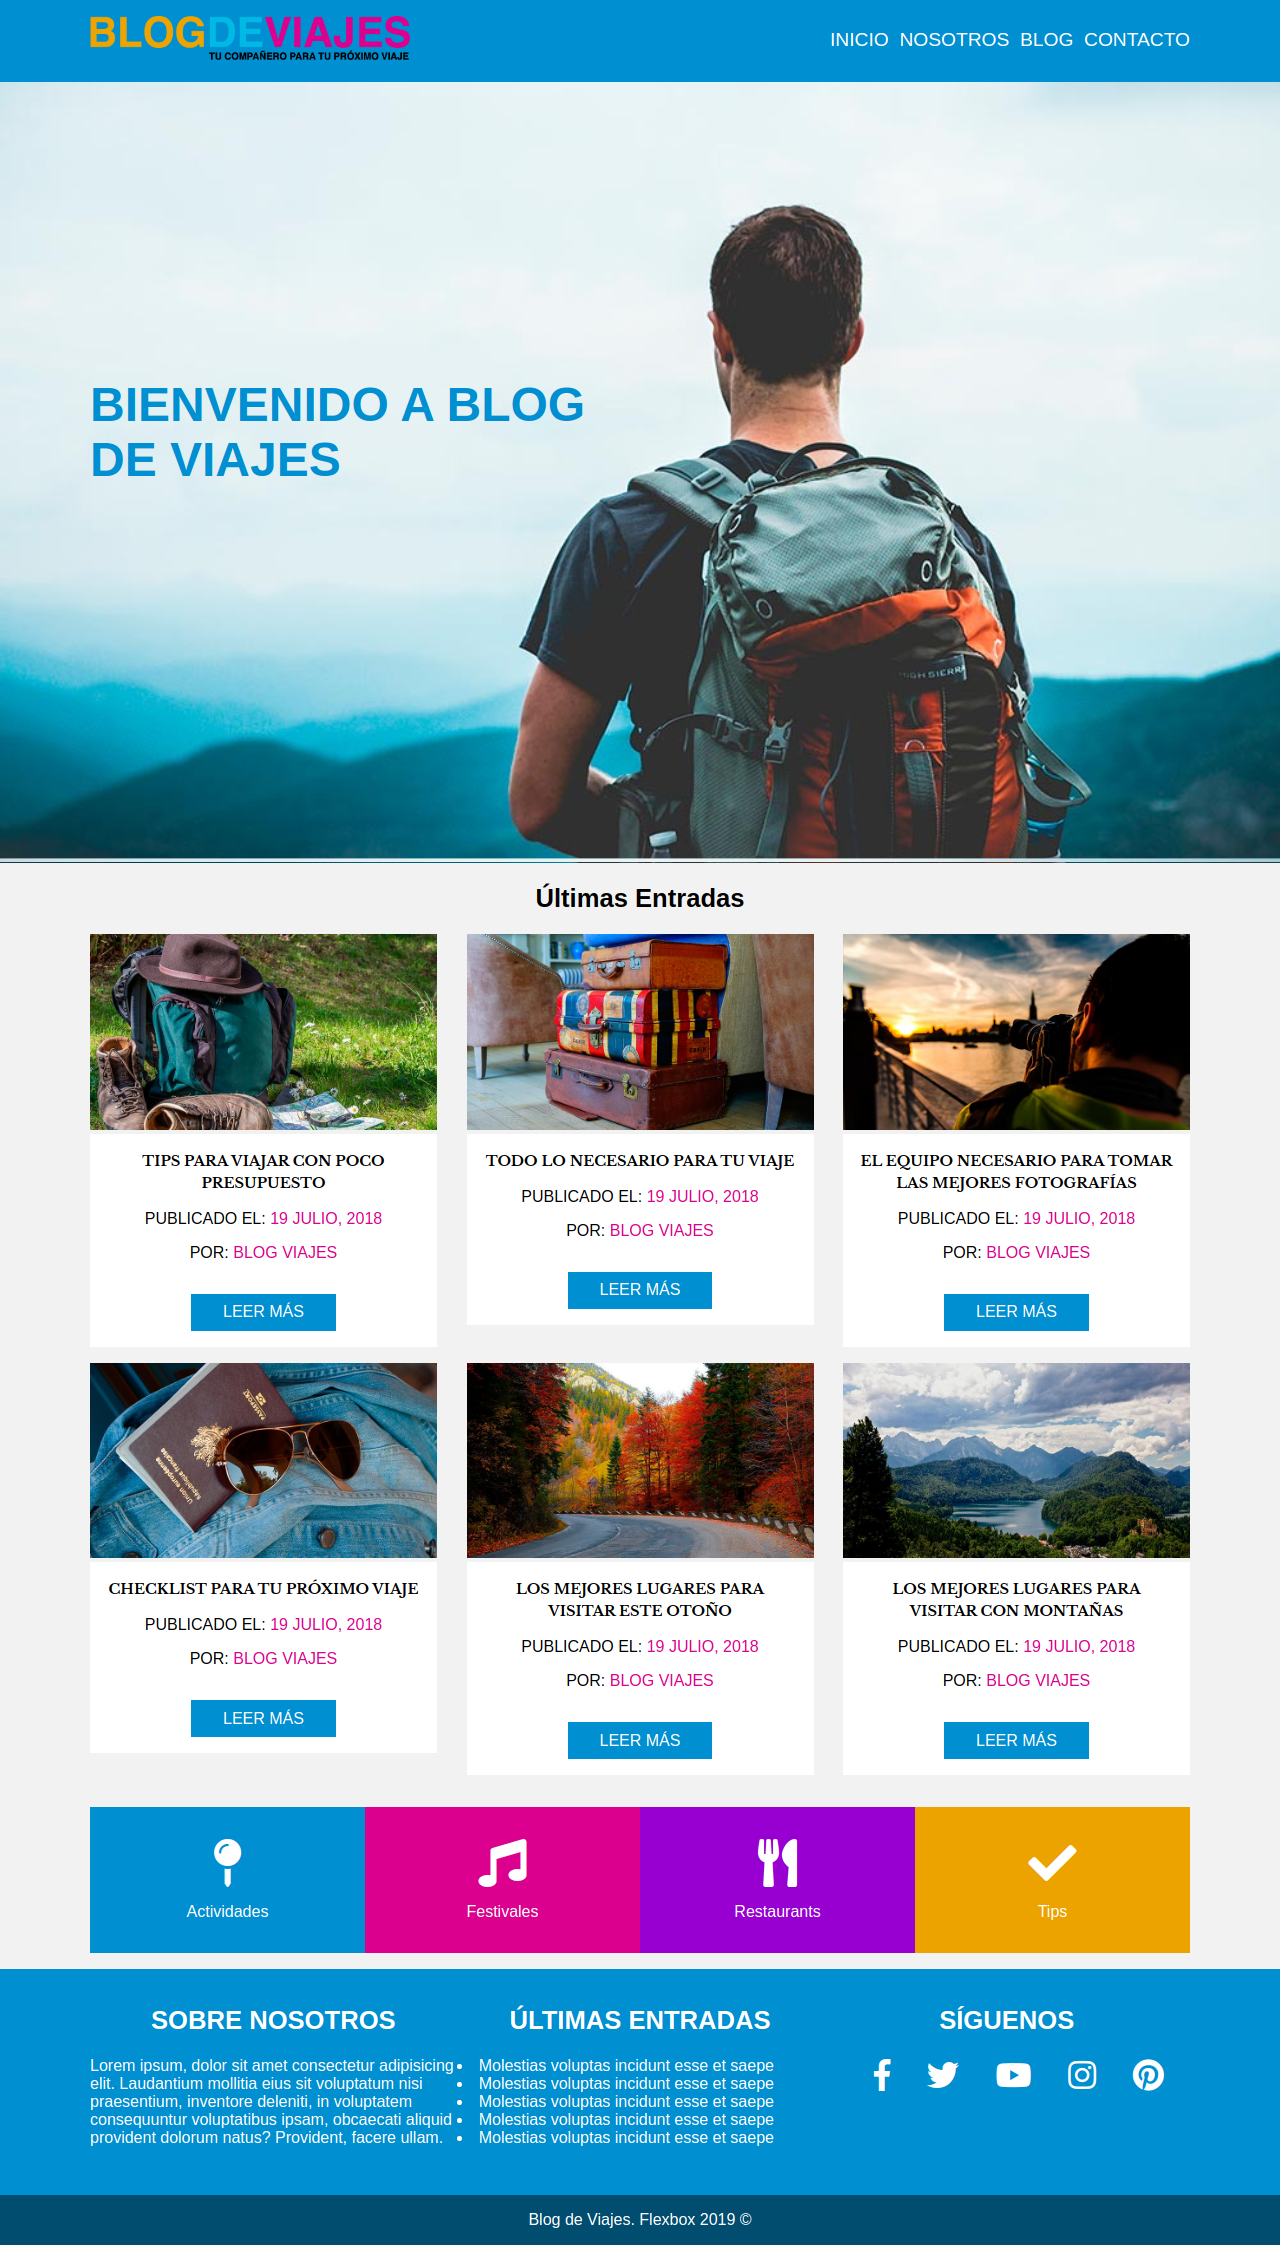 BLOGDEVIAJES
TU COMPAÑERO PARA TU PRÓXIMO VIAJE
INICIO NOSOTROS BLOG CONTACTO
BIENVENIDO A BLOG
DE VIAJES
HIGH SIERRA
Últimas Entradas
TIPS PARA VIAJAR CON POCO
PRESUPUESTO
PUBLICADO EL: 19 JULIO, 2018
POR: BLOG VIAJES
LEER MÁS
TODO LO NECESARIO PARA TU VIAJE
PUBLICADO EL: 19 JULIO, 2018
POR: BLOG VIAJES
LEER MÁS
EL EQUIPO NECESARIO PARA TOMAR
LAS MEJORES FOTOGRAFÍAS
PUBLICADO EL: 19 JULIO, 2018
POR: BLOG VIAJES
LEER MÁS
PASSEPORT
Union européenne
République française
CHECKLIST PARA TU PRÓXIMO VIAJE
PUBLICADO EL: 19 JULIO, 2018
POR: BLOG VIAJES
LEER MÁS
LOS MEJORES LUGARES PARA
VISITAR ESTE OTOÑO
PUBLICADO EL: 19 JULIO, 2018
POR: BLOG VIAJES
LEER MÁS
LOS MEJORES LUGARES PARA
VISITAR CON MONTAÑAS
PUBLICADO EL: 19 JULIO, 2018
POR: BLOG VIAJES
LEER MÁS
Actividades
Festivales
Restaurants
Tips
SOBRE NOSOTROS
Lorem ipsum, dolor sit amet consectetur adipisicing
elit. Laudantium mollitia eius sit voluptatum nisi
praesentium, inventore deleniti, in voluptatem
consequuntur voluptatibus ipsam, obcaecati aliquid
provident dolorum natus? Provident, facere ullam.
ÚLTIMAS ENTRADAS
• Molestias voluptas incidunt esse et saepe
• Molestias voluptas incidunt esse et saepe
• Molestias voluptas incidunt esse et saepe
• Molestias voluptas incidunt esse et saepe
• Molestias voluptas incidunt esse et saepe
SÍGUENOS
Blog de Viajes. Flexbox 2019 ©